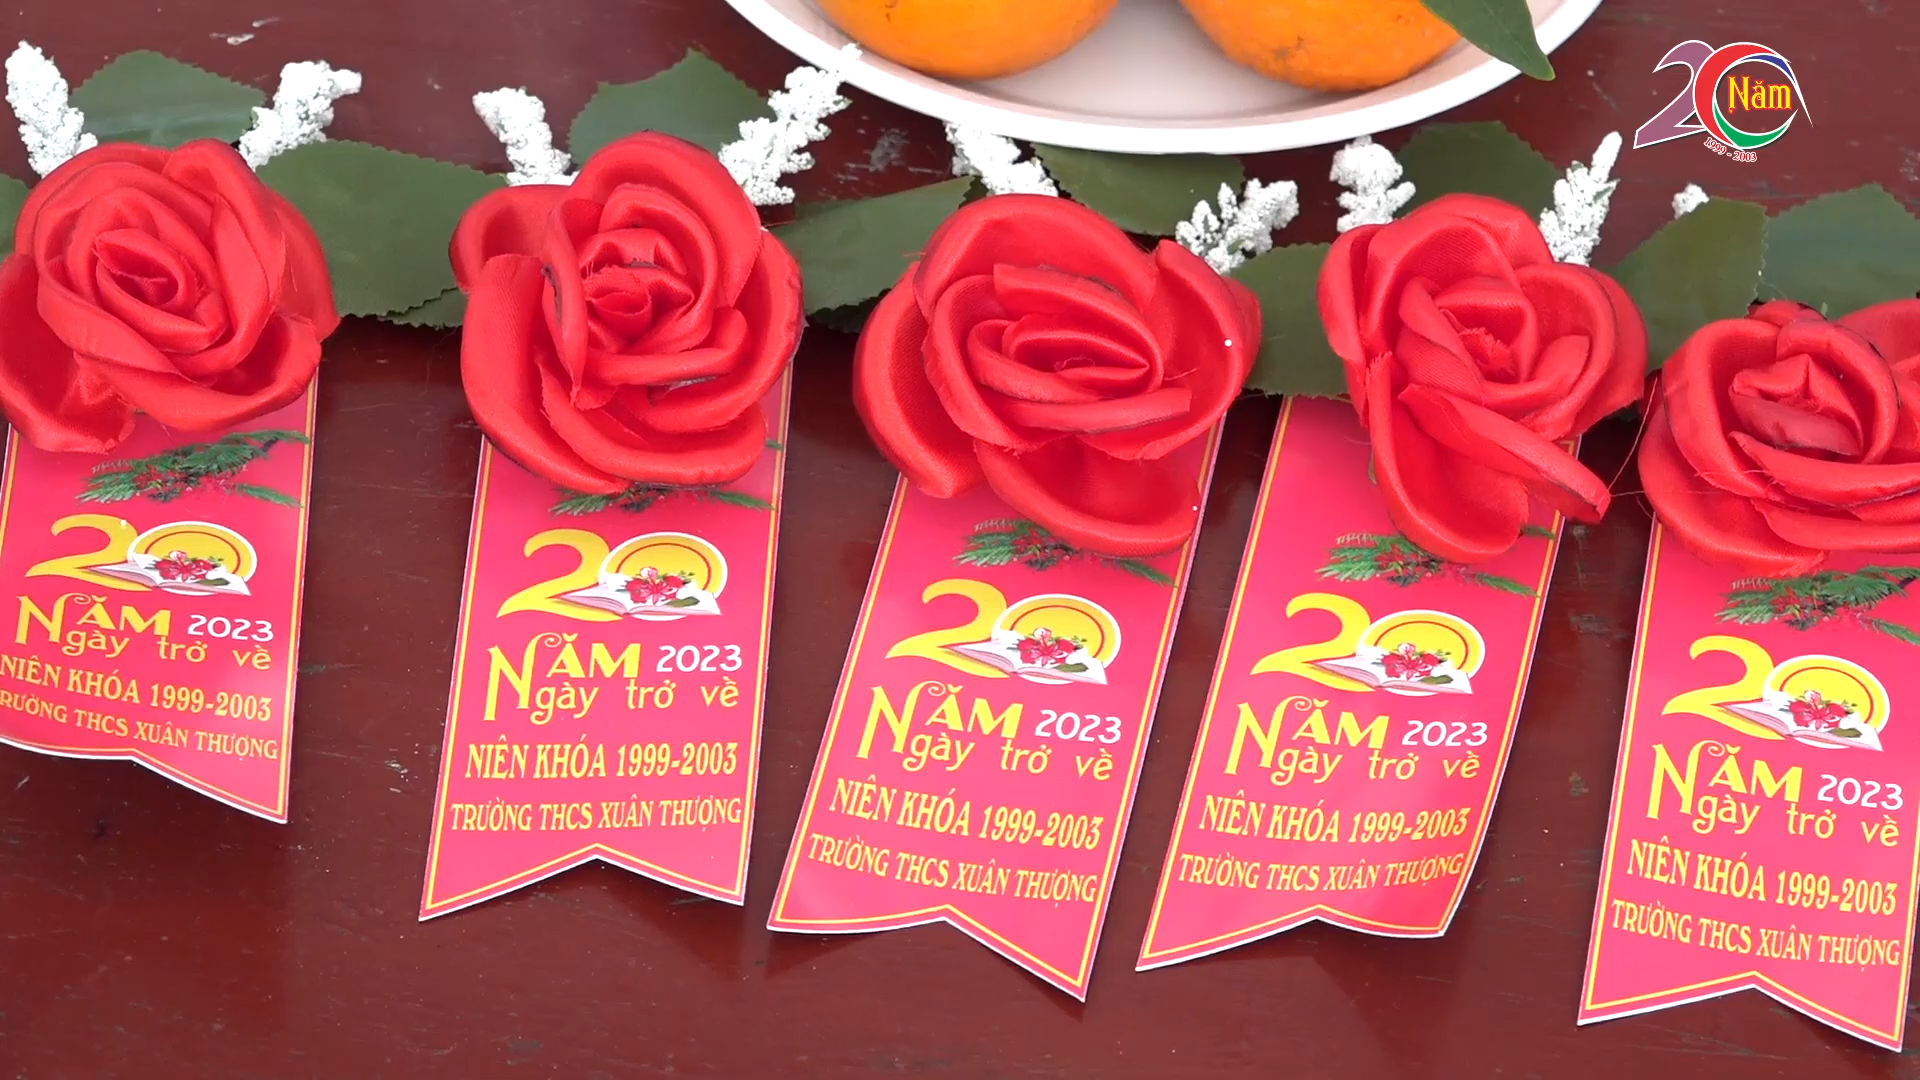 20 Năm
1999 - 2003
20
NĂM 2023
Ngày trở về
NIÊN KHÓA 1999-2003
TRƯỜNG THCS XUÂN THƯỢNG
20
NĂM 2023
Ngày trở về
NIÊN KHÓA 1999-2003
TRƯỜNG THCS XUÂN THƯỢNG
20
NĂM 2023
Ngày trở về
NIÊN KHÓA 1999-2003
TRƯỜNG THCS XUÂN THƯỢNG
20
NĂM 2023
Ngày trở về
NIÊN KHÓA 1999-2003
TRƯỜNG THCS XUÂN THƯỢNG
20
NĂM 2023
Ngày trở về
NIÊN KHÓA 1999-2003
TRƯỜNG THCS XUÂN THƯỢNG